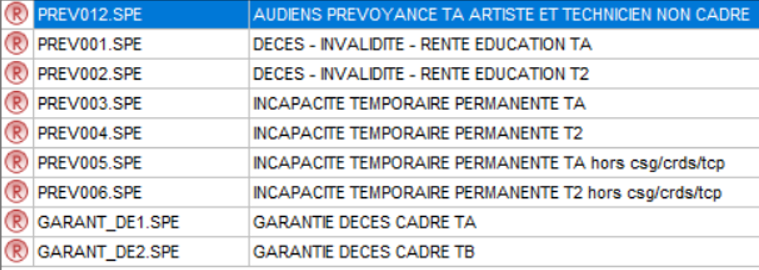 ® PREV012.SPE AUDIENS PREVOYANCE TA ARTISTE ET TECHNICIEN NON CADRE
® PREV001.SPE DECES - INVALIDITE - RENTE EDUCATION TA
® PREV002.SPE DECES - INVALIDITE - RENTE EDUCATION T2
® PREV003.SPE INCAPACITE TEMPORAIRE PERMANENTE TA
® PREV004.SPE INCAPACITE TEMPORAIRE PERMANENTE T2
® PREV005.SPE INCAPACITE TEMPORAIRE PERMANENTE TA hors csg/crds/tcp
® PREV006.SPE INCAPACITE TEMPORAIRE PERMANENTE T2 hors csg/crds/tcp
® GARANT_DE1.SPE GARANTIE DECES CADRE TA
® GARANT_DE2.SPE GARANTIE DECES CADRE TB